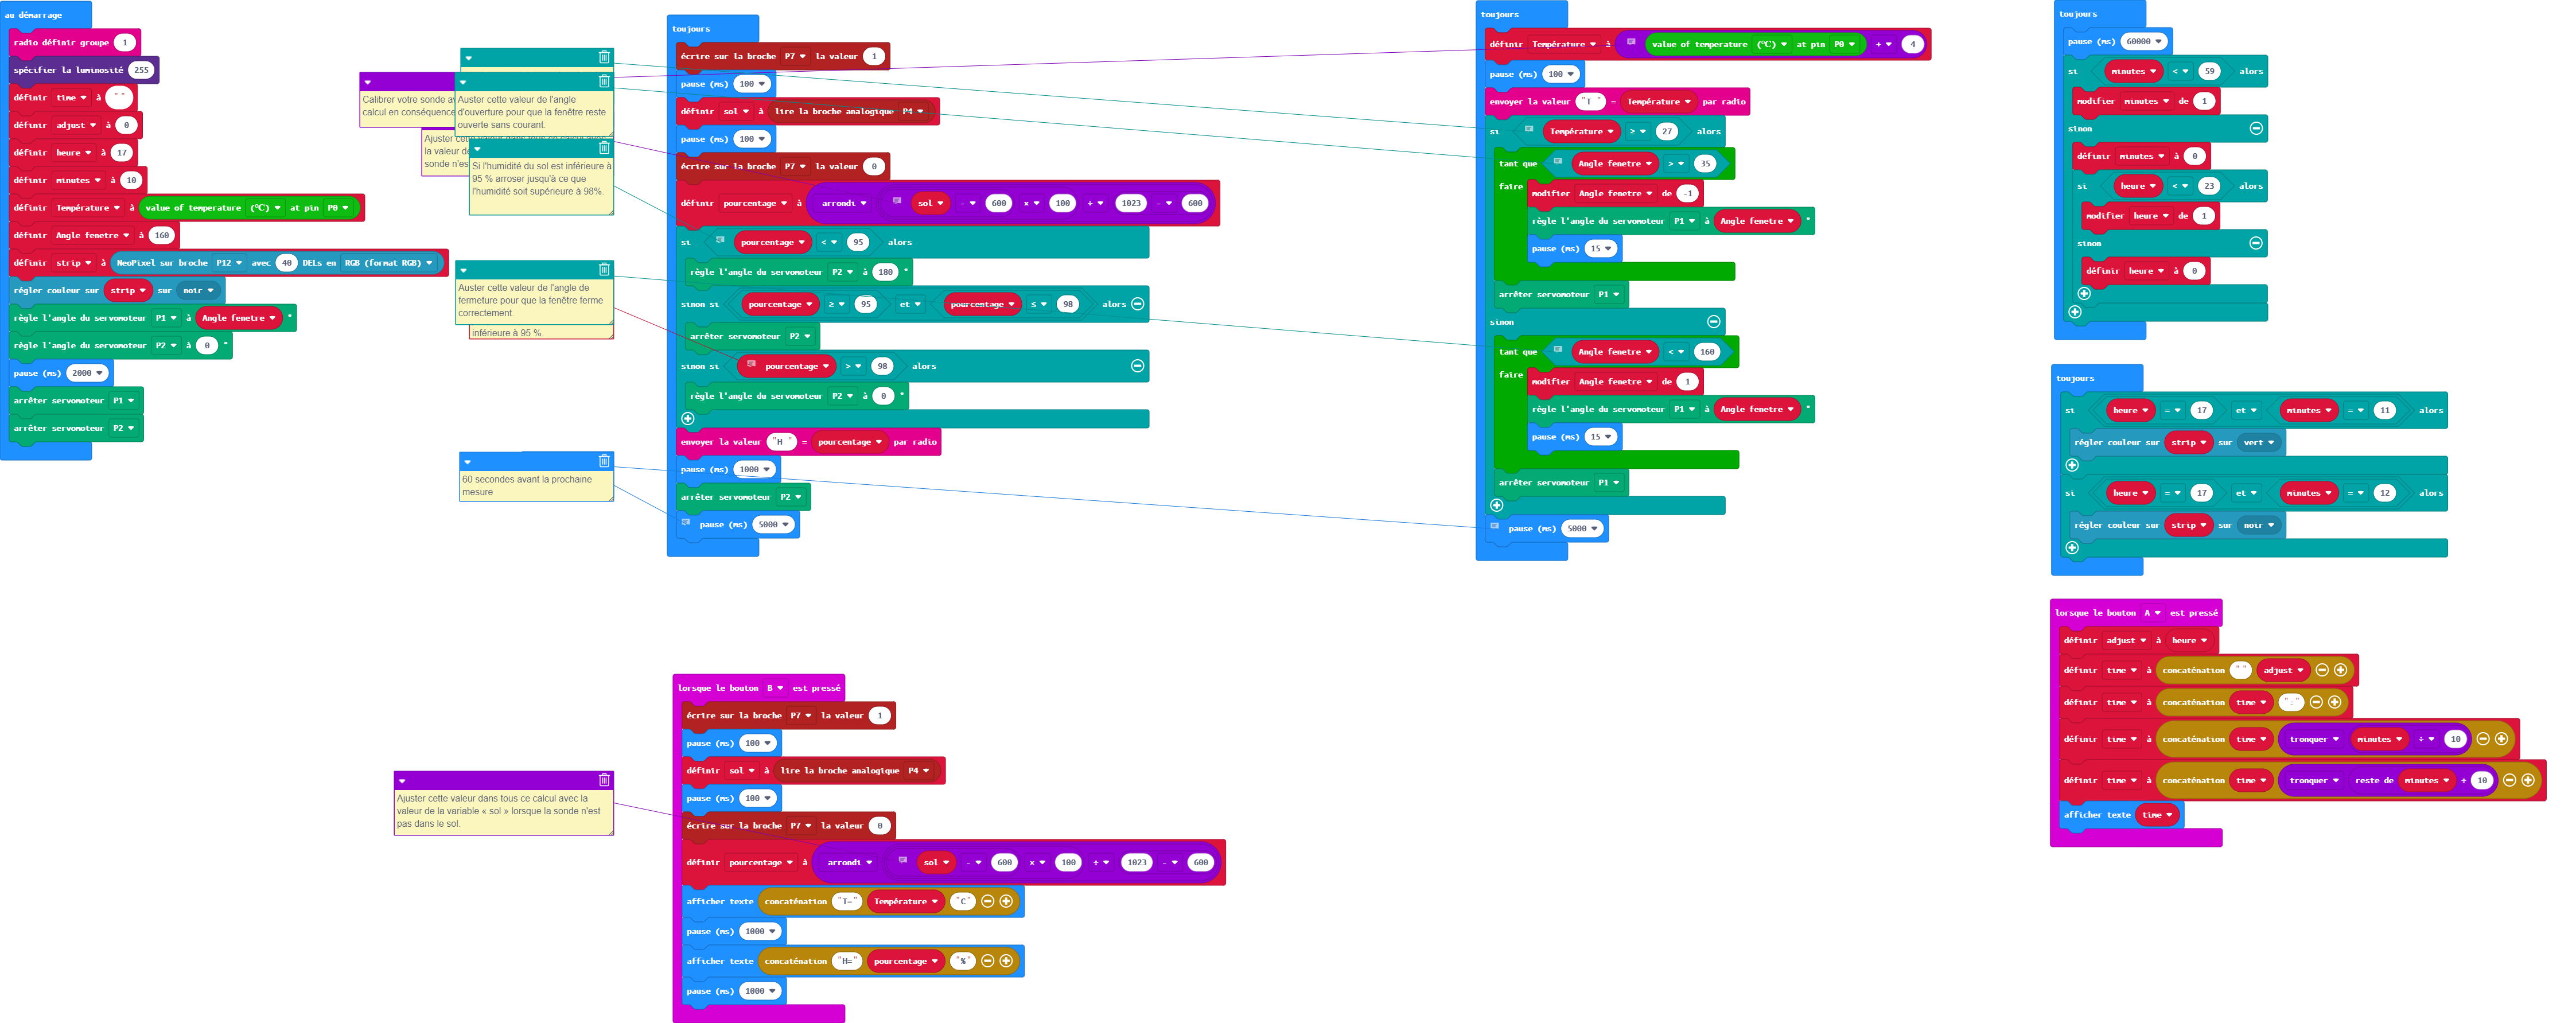 au démarrage
radio définir groupe 1
spécifier la luminosité 255
définir time à " "
définir adjust à 0
définir heure à 17
définir minutes à 10
définir Température à value of temperature (℃) at pin P0
définir Angle fenetre à 160
définir strip à NeoPixel sur broche P12 avec 40 DELs en RGB (format RGB)
régler couleur sur strip sur noir
règle l'angle du servomoteur P1 à Angle fenetre °
règle l'angle du servomoteur P2 à 0 °
pause (ms) 2000
arrêter servomoteur P1
arrêter servomoteur P2
Calibrer votre sonde av
calcul en conséquence
Auster cette valeur de l'angle
d'ouverture pour que la fenêtre reste
ouverte sans courant.
Ajuster cett
la valeur de
sonde n'es
Si l'humidité du sol est inférieure à
95 % arroser jusqu'à ce que
l'humidité soit supérieure à 98%.
Auster cette valeur de l'angle de
fermeture pour que la fenêtre ferme
correctement.
inférieure à 95 %.
60 secondes avant la prochaine
mesure
toujours
écrire sur la broche P7 la valeur 1
pause (ms) 100
définir sol à lire la broche analogique P4
pause (ms) 100
écrire sur la broche P7 la valeur 0
définir pourcentage à arrondi sol - 600 × 100 ÷ 1023 - 600
si pourcentage < 95 alors
règle l'angle du servomoteur P2 à 180 °
sinon si pourcentage ≥ 95 et pourcentage ≤ 98 alors
arrêter servomoteur P2
sinon si pourcentage > 98 alors
règle l'angle du servomoteur P2 à 0 °
envoyer la valeur "H " = pourcentage par radio
pause (ms) 1000
arrêter servomoteur P2
pause (ms) 5000
toujours
définir Température à value of temperature (℃) at pin P0 + 4
pause (ms) 100
envoyer la valeur "T " = Température par radio
si Température ≥ 27 alors
tant que Angle fenetre > 35
faire modifier Angle fenetre de -1
règle l'angle du servomoteur P1 à Angle fenetre °
pause (ms) 15
arrêter servomoteur P1
sinon
tant que Angle fenetre < 160
faire modifier Angle fenetre de 1
règle l'angle du servomoteur P1 à Angle fenetre °
pause (ms) 15
arrêter servomoteur P1
pause (ms) 5000
toujours
pause (ms) 60000
si minutes < 59 alors
modifier minutes de 1
sinon
définir minutes à 0
si heure < 23 alors
modifier heure de 1
sinon
définir heure à 0
toujours
si heure = 17 et minutes = 11 alors
régler couleur sur strip sur vert
si heure = 17 et minutes = 12 alors
régler couleur sur strip sur noir
lorsque le bouton A est pressé
définir adjust à heure
définir time à concaténation "" adjust
définir time à concaténation time ":"
définir time à concaténation time tronquer minutes ÷ 10
définir time à concaténation time tronquer reste de minutes ÷ 10
afficher texte time
lorsque le bouton B est pressé
écrire sur la broche P7 la valeur 1
pause (ms) 100
définir sol à lire la broche analogique P4
pause (ms) 100
écrire sur la broche P7 la valeur 0
définir pourcentage à arrondi sol - 600 × 100 ÷ 1023 - 600
afficher texte concaténation "T=" Température "C"
pause (ms) 1000
afficher texte concaténation "H=" pourcentage "%"
pause (ms) 1000
Ajuster cette valeur dans tous ce calcul avec la
valeur de la variable « sol » lorsque la sonde n'est
pas dans le sol.